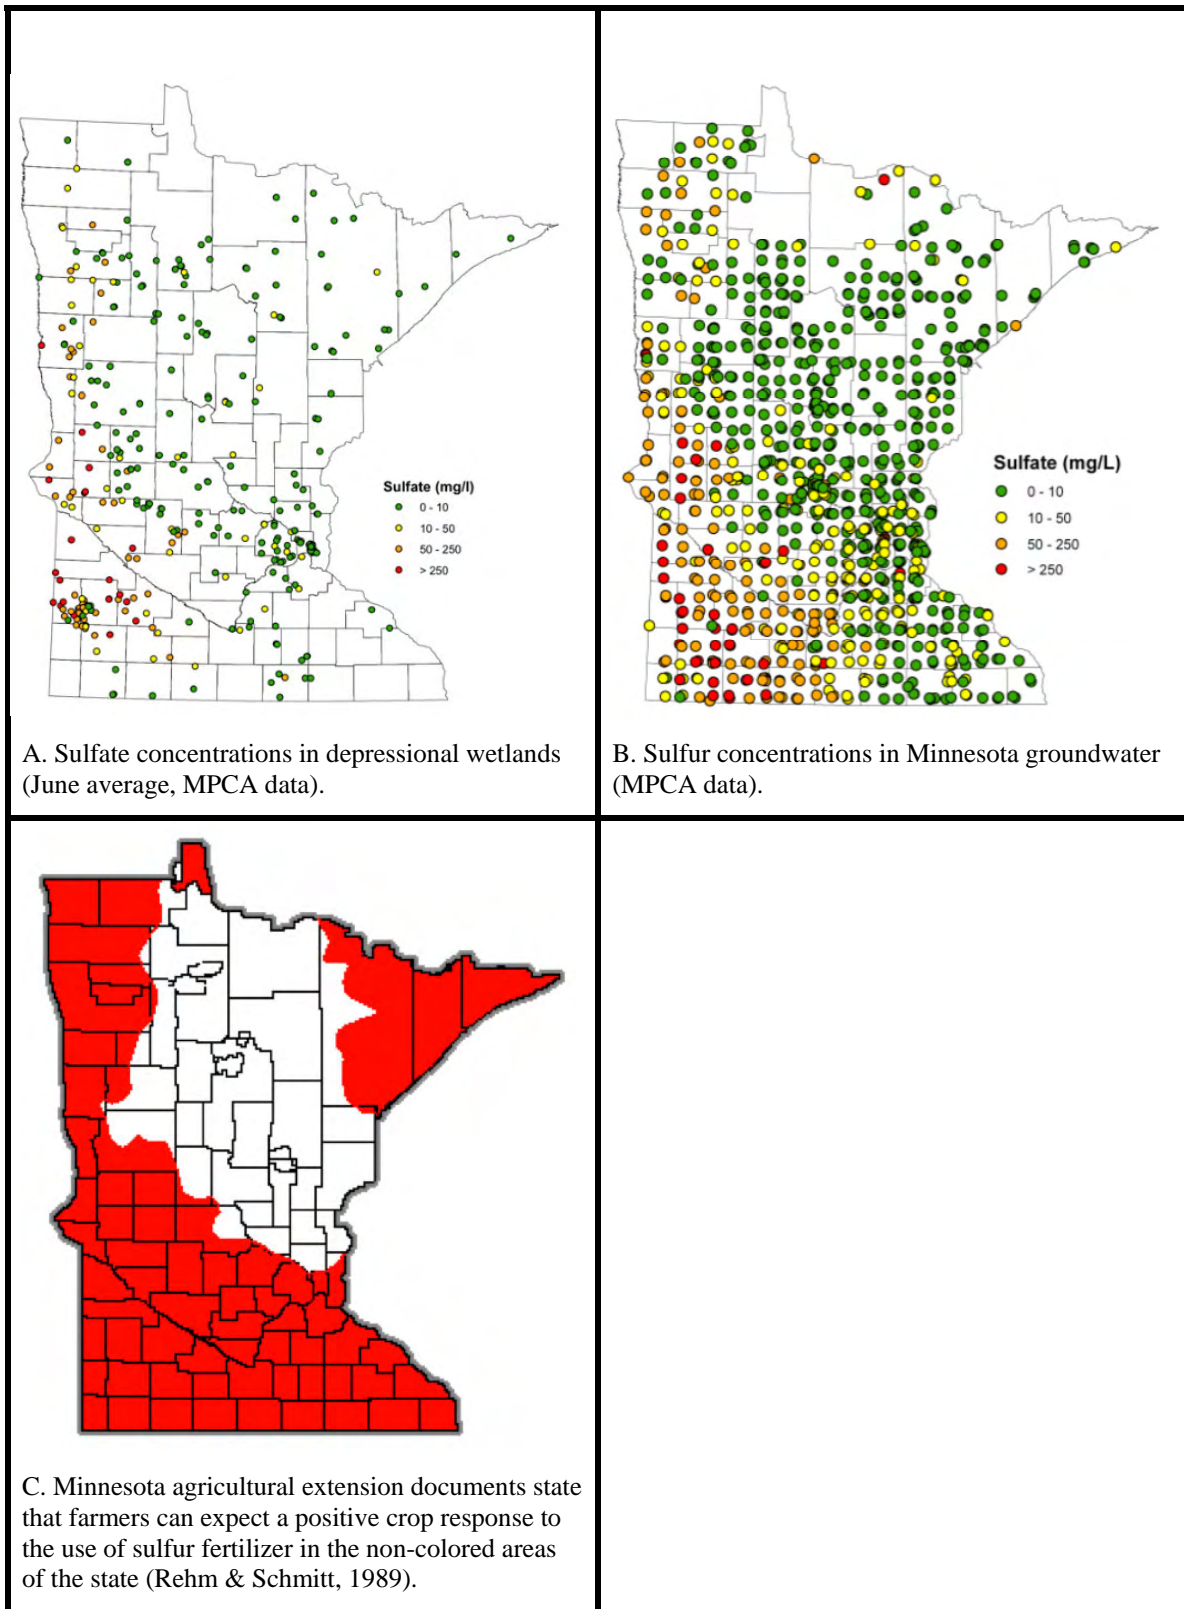 Sulfate (mg/l)
0 - 10
10 - 50
50 - 250
> 250
A. Sulfate concentrations in depressional wetlands
(June average, MPCA data).
Sulfate (mg/L)
0 - 10
10 - 50
50 - 250
> 250
B. Sulfur concentrations in Minnesota groundwater
(MPCA data).
C. Minnesota agricultural extension documents state
that farmers can expect a positive crop response to
the use of sulfur fertilizer in the non-colored areas
of the state (Rehm & Schmitt, 1989).